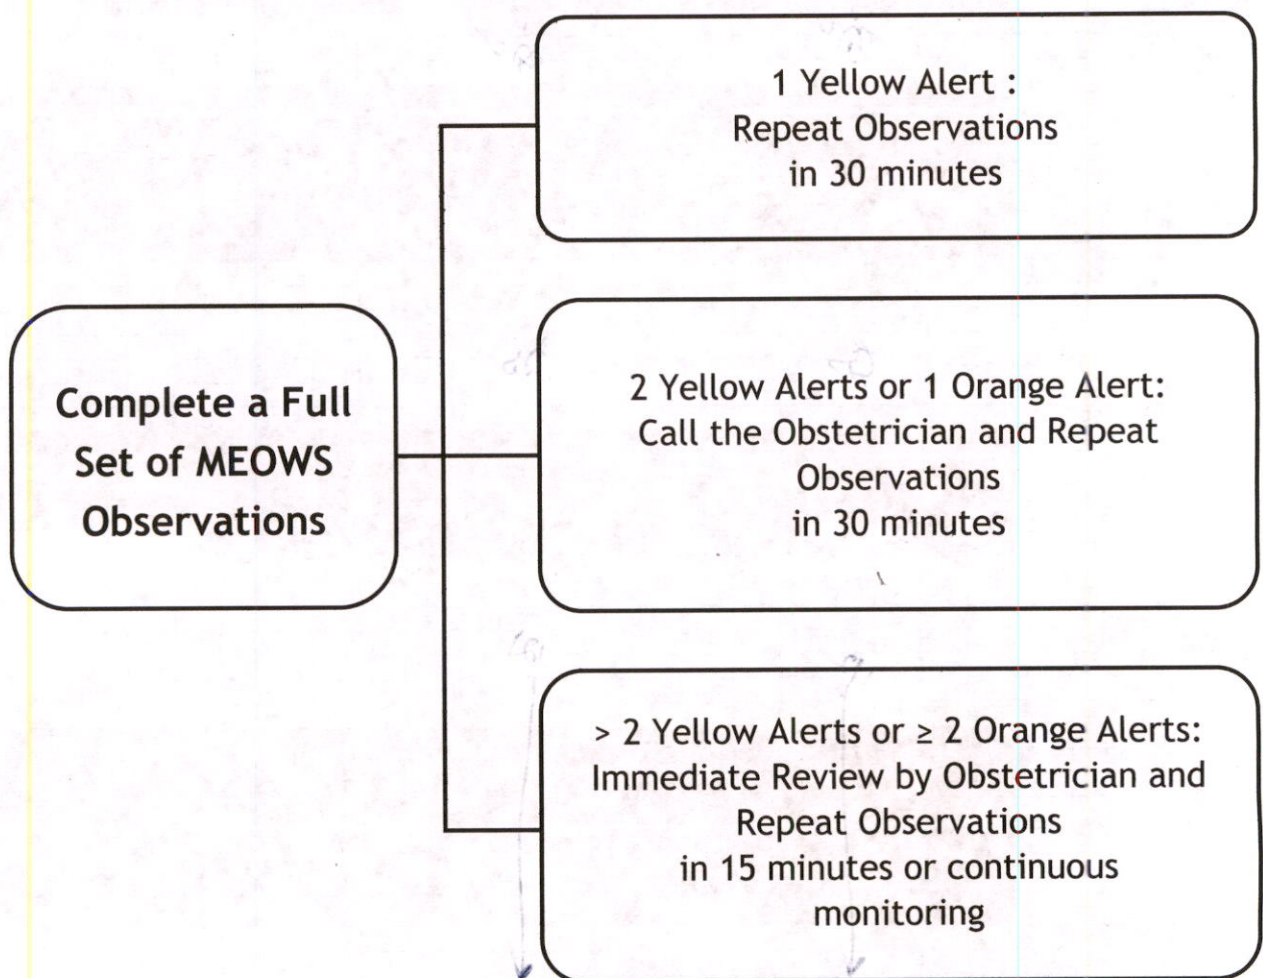 1 Yellow Alert :
Repeat Observations
in 30 minutes
Complete a Full
Set of MEOWS
Observations
2 Yellow Alerts or 1 Orange Alert:
Call the Obstetrician and Repeat
Observations
in 30 minutes
> 2 Yellow Alerts or ≥ 2 Orange Alerts:
Immediate Review by Obstetrician and
Repeat Observations
in 15 minutes or continuous
monitoring